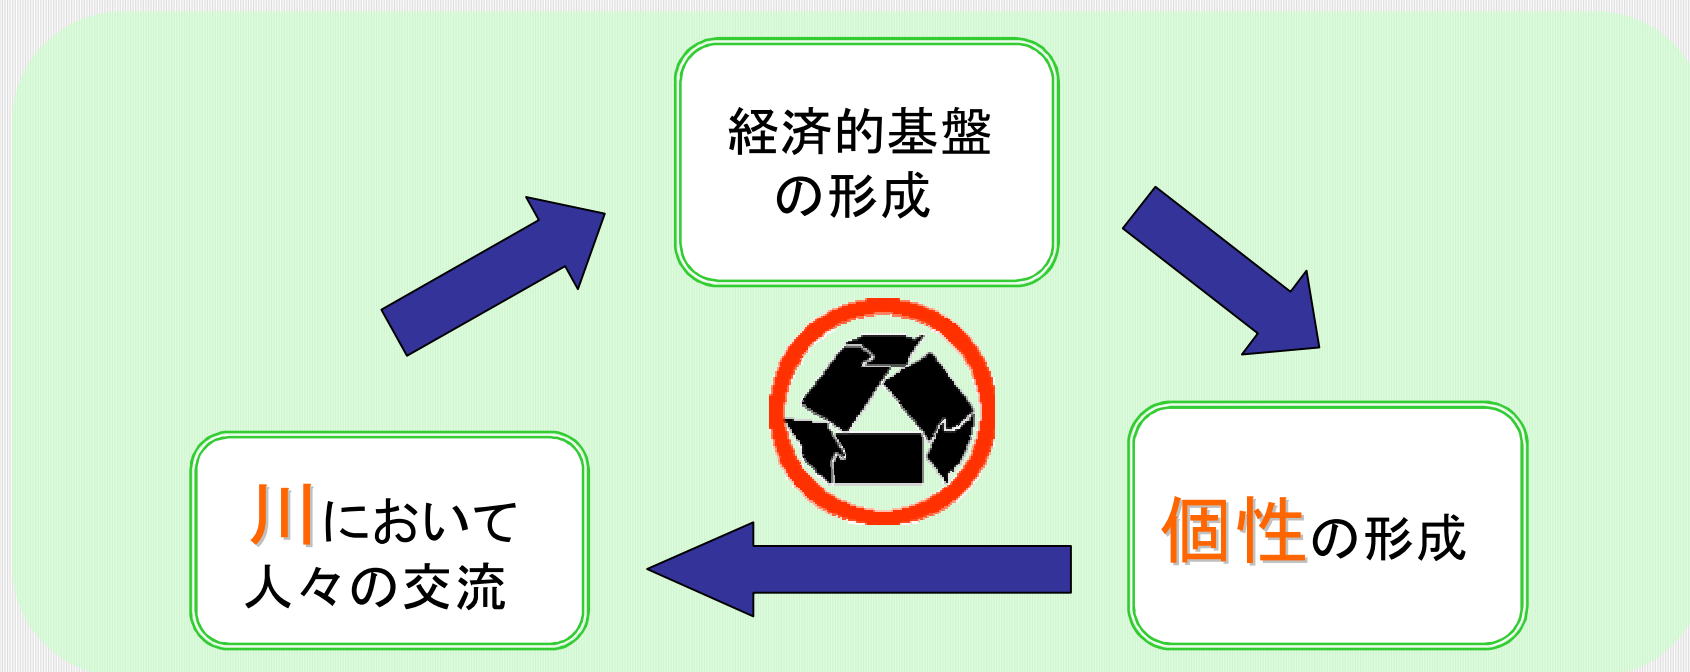 経済的基盤
の形成
川において
人々の交流
個性の形成